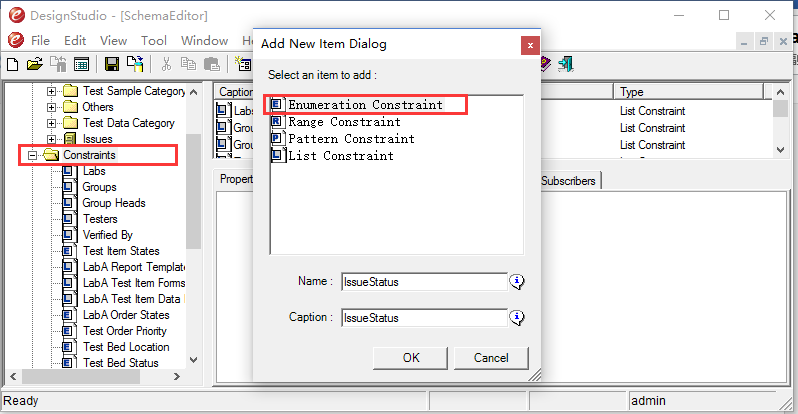 DesignStudio - [SchemaEditor]
File Edit View Tool Window He
Test Sample Category
Others
Test Data Category
Issues
Constraints
Labs
Groups
Group Heads
Testers
Verified By
Test Item States
LabA Report Templat
LabA Test Item Forms
LabA Test Item Data I
LabA Order States
Test Order Priority
Test Bed Location
Test Bed Status
Captio
Type
Labs
List Constraint
Grou
List Constraint
Grou
List Constraint
Propert
Subscribers
Add New Item Dialog
Select an item to add :
Enumeration Constraint
Range Constraint
Pattern Constraint
List Constraint
Name : IssueStatus
Caption : IssueStatus
OK Cancel
Ready
admin